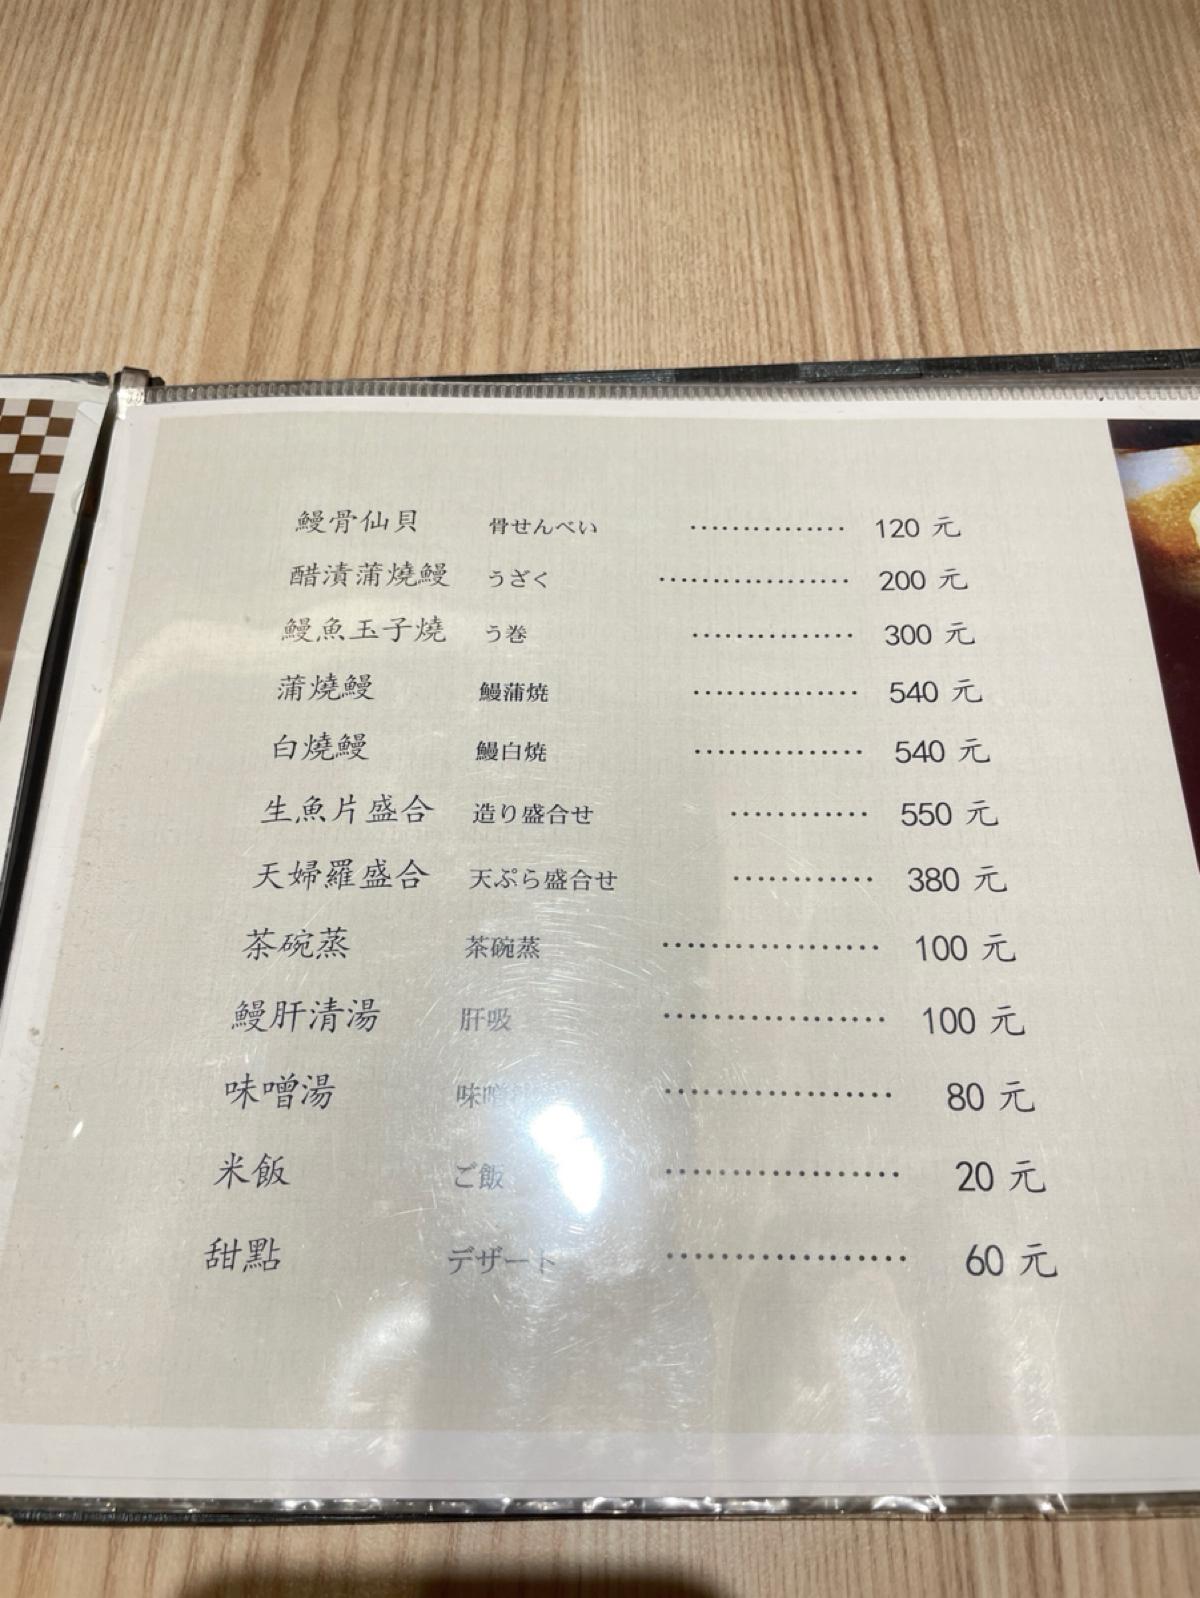 鰻骨仙貝 骨せんべい ⋯⋯⋯⋯⋯ 120 元
醋漬蒲燒鰻 うざく ⋯⋯⋯⋯⋯⋯ 200 元
鰻魚玉子燒 う巻 ⋯⋯⋯⋯⋯ 300 元
蒲燒鰻 鰻蒲焼 ⋯⋯⋯⋯⋯ 540 元
白燒鰻 鰻白焼 ⋯⋯⋯⋯⋯ 540 元
生魚片盛合 造り盛合せ ⋯⋯⋯⋯ 550 元
天婦羅盛合 天ぷら盛合せ ⋯⋯⋯⋯ 380 元
茶碗蒸 茶碗蒸 ⋯⋯⋯⋯⋯⋯ 100 元
鰻肝清湯 肝吸 ⋯⋯⋯⋯⋯⋯ 100 元
味噌湯 味噌 ⋯⋯⋯⋯⋯⋯ 80 元
米飯 ご飯 ⋯⋯⋯⋯⋯⋯ 20 元
甜點 デザート ⋯⋯⋯⋯⋯⋯ 60 元